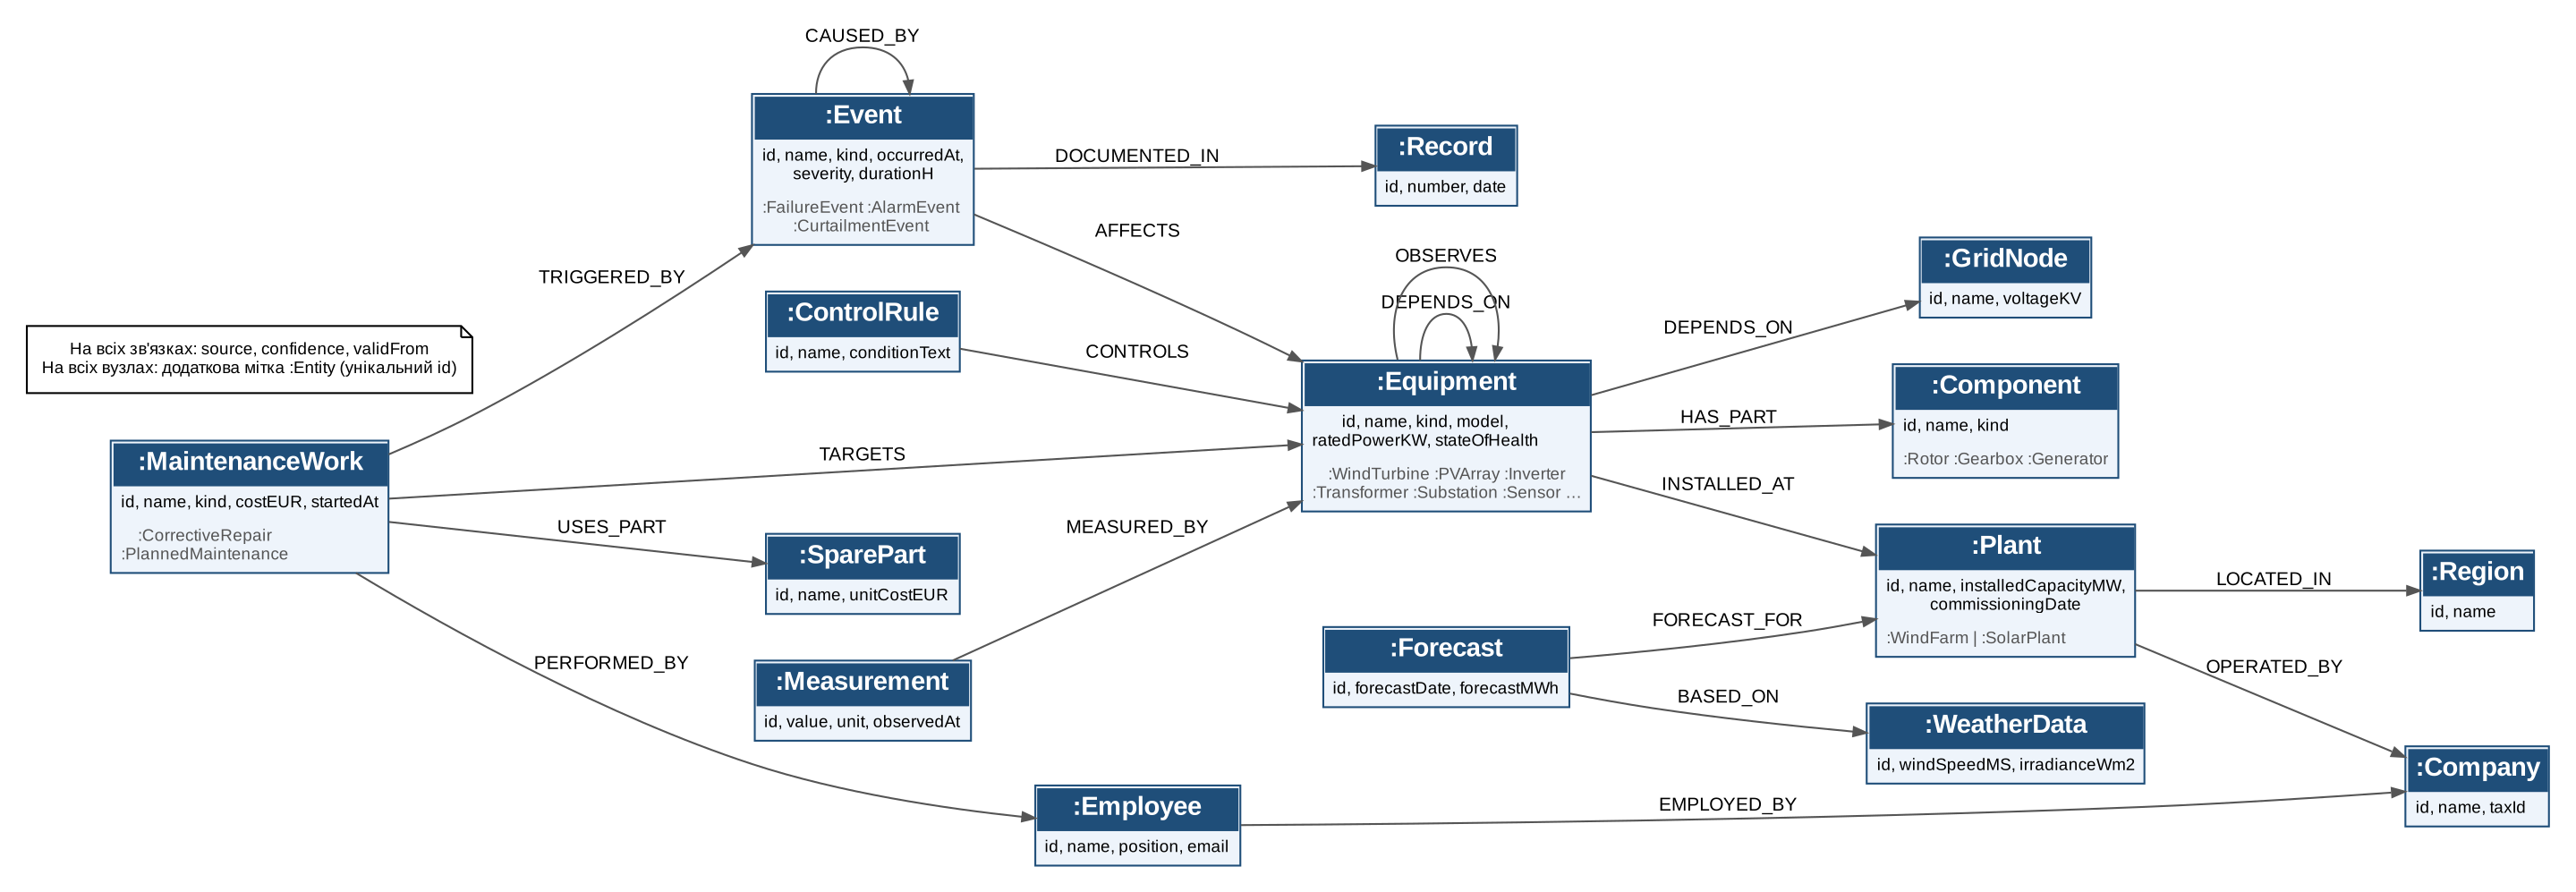 CAUSED_BY
:Event
id, name, kind, occurredAt,
severity, durationH
:FailureEvent :AlarmEvent
:CurtailmentEvent
DOCUMENTED_IN
:Record
id, number, date
AFFECTS
TRIGGERED_BY
:ControlRule
id, name, conditionText
CONTROLS
OBSERVES
DEPENDS_ON
:Equipment
id, name, kind, model,
ratedPowerKW, stateOfHealth
:WindTurbine :PVArray :Inverter
:Transformer :Substation :Sensor ...
DEPENDS_ON
:GridNode
id, name, voltageKV
HAS_PART
:Component
id, name, kind
:Rotor :Gearbox :Generator
INSTALLED_AT
:Plant
id, name, installedCapacityMW,
commissioningDate
:WindFarm | :SolarPlant
LOCATED_IN
:Region
id, name
OPERATED_BY
:Company
id, name, taxId
На всіх зв'язках: source, confidence, validFrom
На всіх вузлах: додаткова мітка :Entity (унікальний id)
:MaintenanceWork
id, name, kind, costEUR, startedAt
:CorrectiveRepair
:PlannedMaintenance
TARGETS
USES_PART
:SparePart
id, name, unitCostEUR
MEASURED_BY
:Measurement
id, value, unit, observedAt
PERFORMED_BY
:Employee
id, name, position, email
EMPLOYED_BY
:Forecast
id, forecastDate, forecastMWh
FORECAST_FOR
BASED_ON
:WeatherData
id, windSpeedMS, irradianceWm2